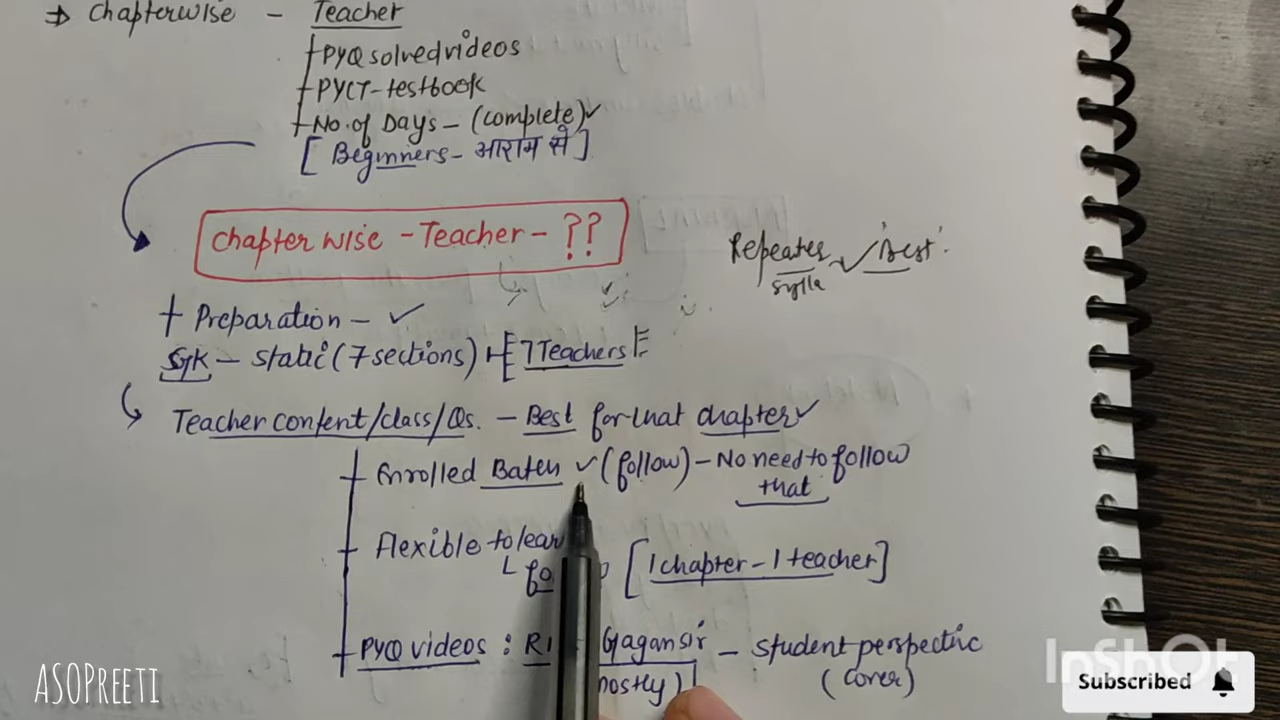 ⇒ Chapterwise - Teacher
PYQ solved videos
PYCT - testbook
No. of Days - (complete) ✓
[Beginners - आराम से]
Chapter wise - Teacher - ??
Repeaters ✓ Best
+ Preparation - ✓
static (7 sections) [7 Teachers]
Teacher content/class/Qs. - Best for that chapter ✓
Enrolled Batch ✓ (follow) - No need to follow
that
Flexible to
[1 chapter - 1 teacher]
PYQ videos : Gagan sir - student perspective
(cover)
ASOPREETI
InShOt
Subscribed